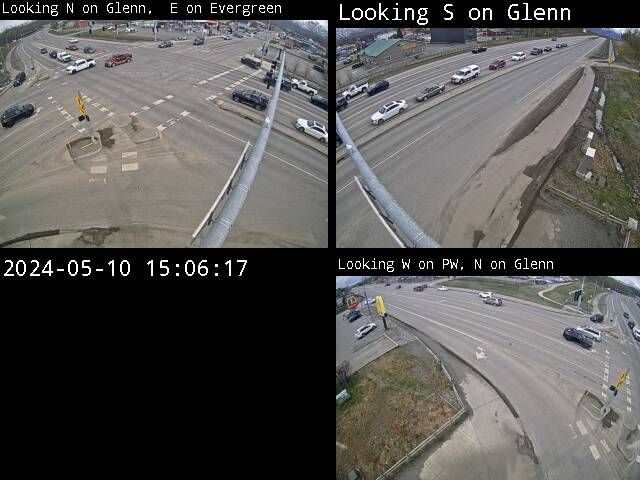 Looking N on Glenn,  E on Evergreen
Looking S on Glenn
2024-05-10 15:06:17
Looking W on PW, N on Glenn